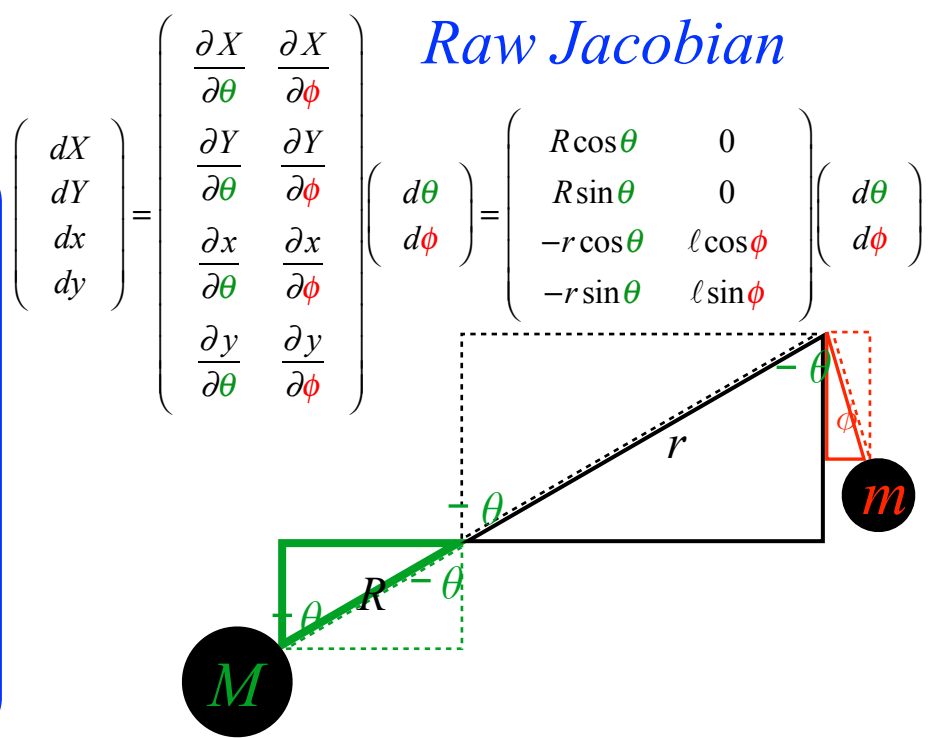 Raw Jacobian
( dX dY dx dy ) = ( ∂X/∂θ ∂X/∂ϕ ∂Y/∂θ ∂Y/∂ϕ ∂x/∂θ ∂x/∂ϕ ∂y/∂θ ∂y/∂ϕ ) ( dθ dϕ ) = ( Rcosθ 0 Rsinθ 0 −rcosθ ℓcosϕ −rsinθ ℓsinϕ ) ( dθ dϕ )
−θ
ϕ
r
m
−θ
−θ
R
−θ
M